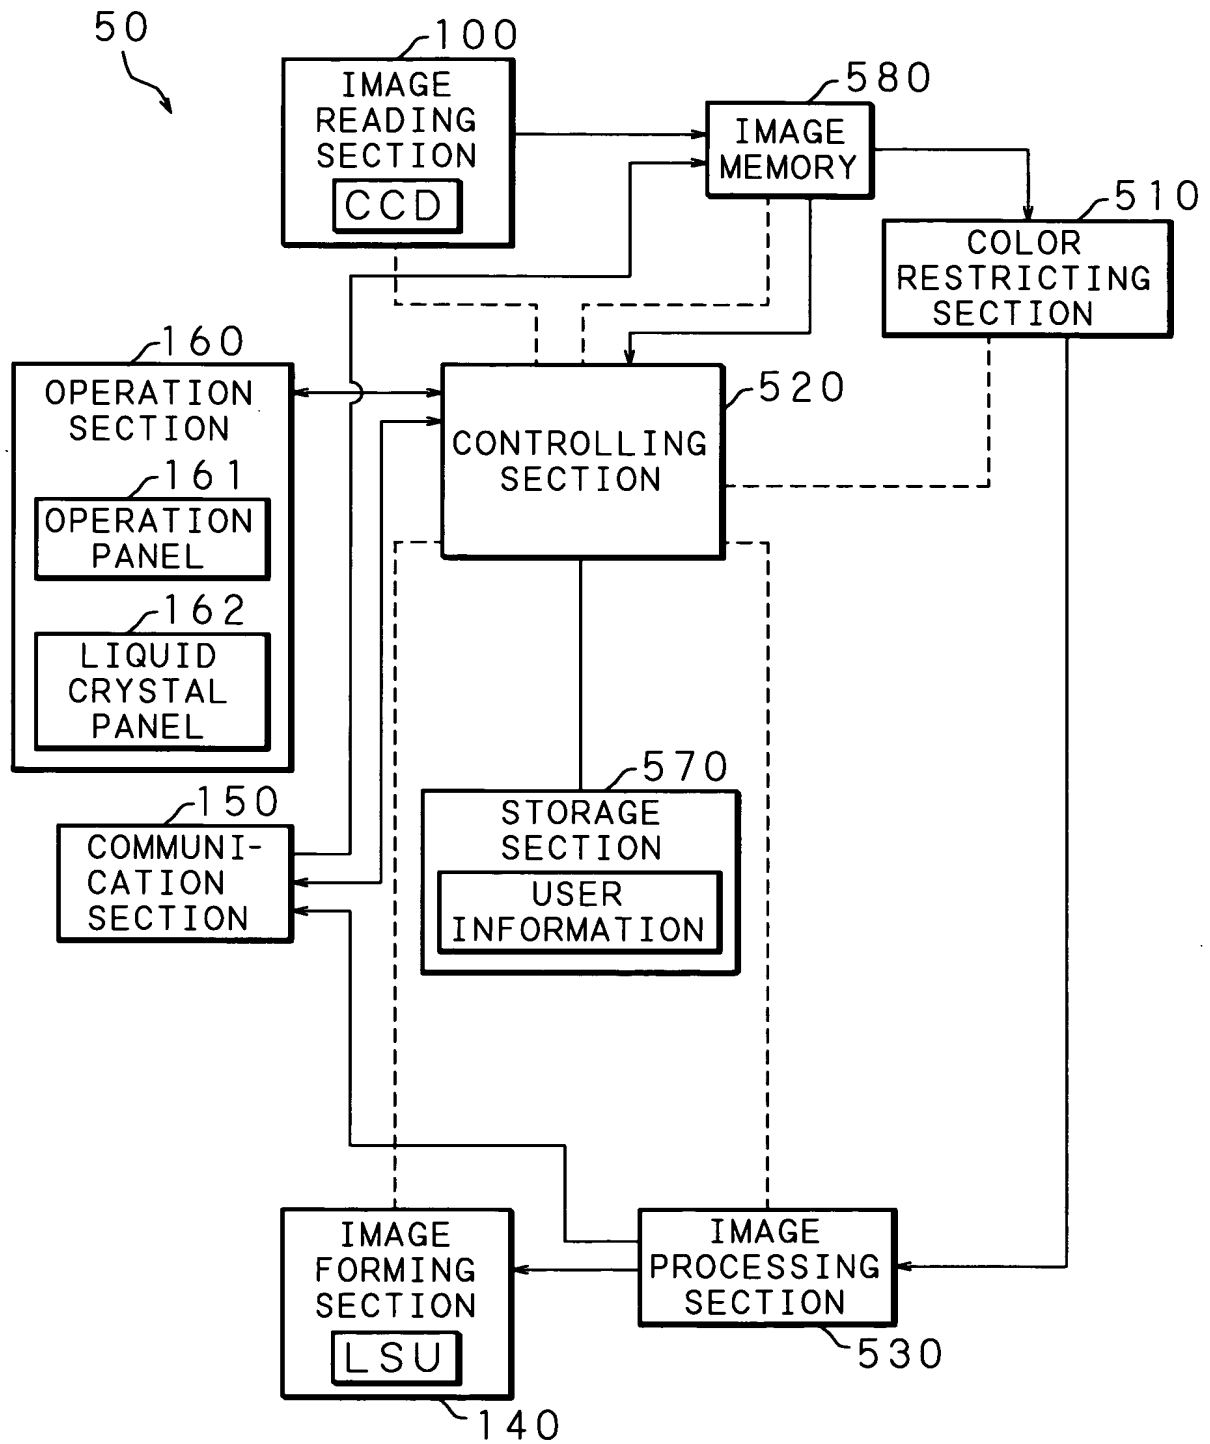 50
100
IMAGE
READING
SECTION
CCD
580
IMAGE
MEMORY
510
COLOR
RESTRICTING
SECTION
160
OPERATION
SECTION
161
OPERATION
PANEL
162
LIQUID
CRYSTAL
PANEL
520
CONTROLLING
SECTION
150
COMMUNI-
CATION
SECTION
570
STORAGE
SECTION
USER
INFORMATION
IMAGE
FORMING
SECTION
LSU
140
IMAGE
PROCESSING
SECTION
530